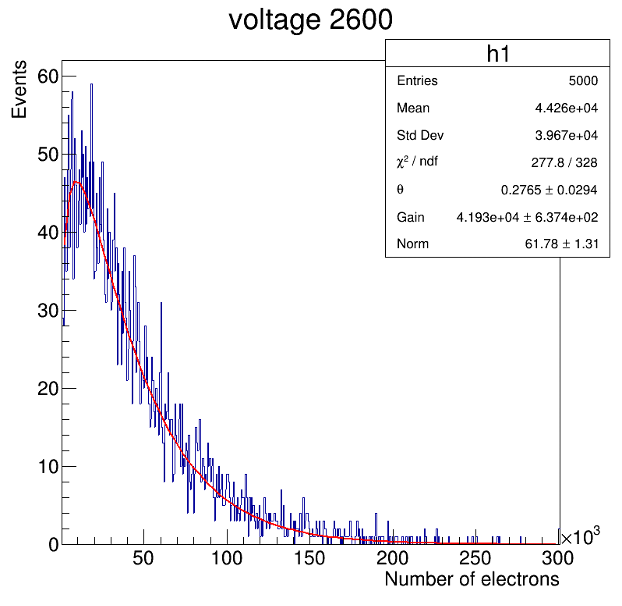 voltage 2600
h1
Entries 5000
Mean 4.426e+04
Std Dev 3.967e+04
χ² / ndf 277.8 / 328
θ 0.2765 ± 0.0294
Gain 4.193e+04 ± 6.374e+02
Norm 61.78 ± 1.31
Events
60
50
40
30
20
10
0
50 100 150 200 250 300
×10³
Number of electrons